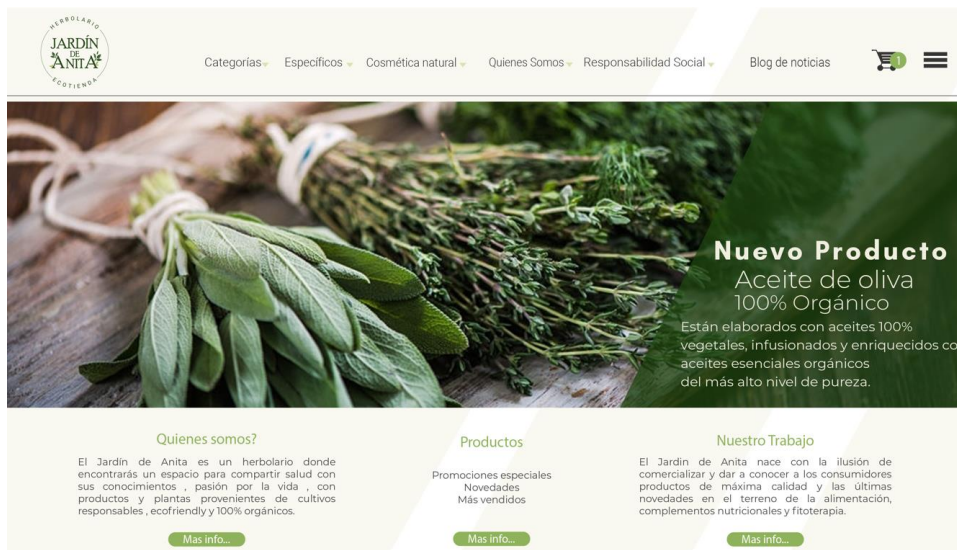 HERBOLARIO
JARDÍN
DE
ANITA
ECOTIENDA
Categorías
Específicos
Cosmética natural
Quienes Somos
Responsabilidad Social
Blog de noticias
1
Nuevo Producto
Aceite de oliva
100% Orgánico
Están elaborados con aceites 100%
vegetales, infusionados y enriquecidos co
aceites esenciales orgánicos
del más alto nivel de pureza.
Quienes somos?
El Jardín de Anita es un herbolario donde
encontrarás un espacio para compartir salud con
sus conocimientos , pasión por la vida , con
productos y plantas provenientes de cultivos
responsables , ecofriendly y 100% orgánicos.
Mas info...
Productos
Promociones especiales
Novedades
Más vendidos
Mas info...
Nuestro Trabajo
El Jardin de Anita nace con la ilusión de
comercializar y dar a conocer a los consumidores
productos de máxima calidad y las últimas
novedades en el terreno de la alimentación,
complementos nutricionales y fitoterapia.
Mas info...